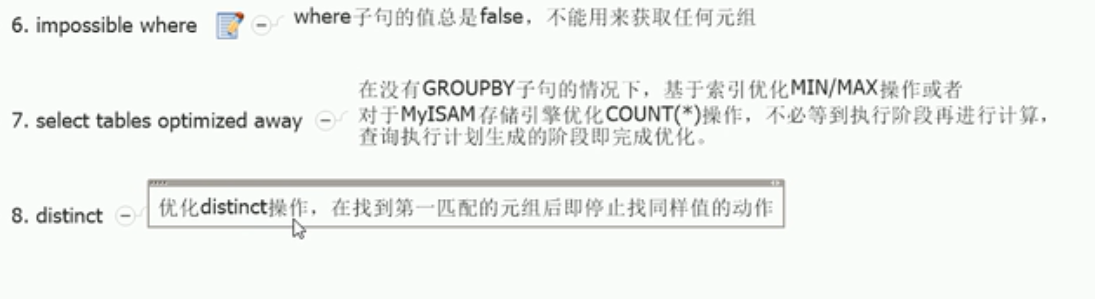 6. impossible where where子句的值总是false，不能用来获取任何元组
7. select tables optimized away
在没有GROUPBY子句的情况下，基于索引优化MIN/MAX操作或者
对于MyISAM存储引擎优化COUNT(*)操作，不必等到执行阶段再进行计算，
查询执行计划生成的阶段即完成优化。
8. distinct 优化distinct操作，在找到第一匹配的元组后即停止找同样值的动作